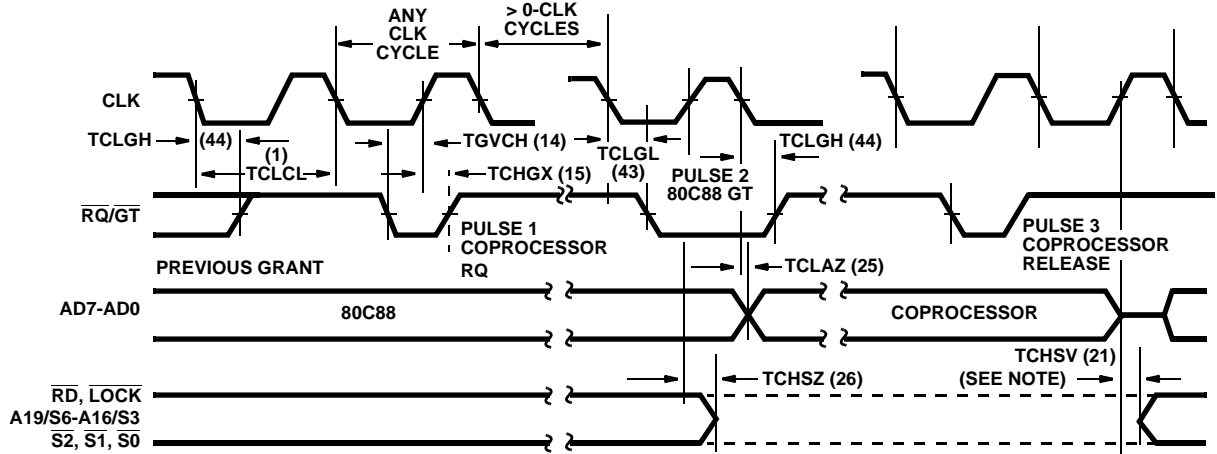 ANY
CLK
CYCLE
> 0-CLK
CYCLES
CLK
TCLGH
(44)
(1)
TCLCL
TGVCH (14)
TCHGX (15)
TCLGL
(43)
PULSE 2
80C88 GT
TCLGH (44)
RQ/GT
PREVIOUS GRANT
PULSE 1
COPROCESSOR
RQ
PULSE 3
COPROCESSOR
RELEASE
TCLAZ (25)
AD7-AD0
80C88
COPROCESSOR
TCHSZ (26)
TCHSV (21)
(SEE NOTE)
RD, LOCK
A19/S6-A16/S3
S2, S1, S0